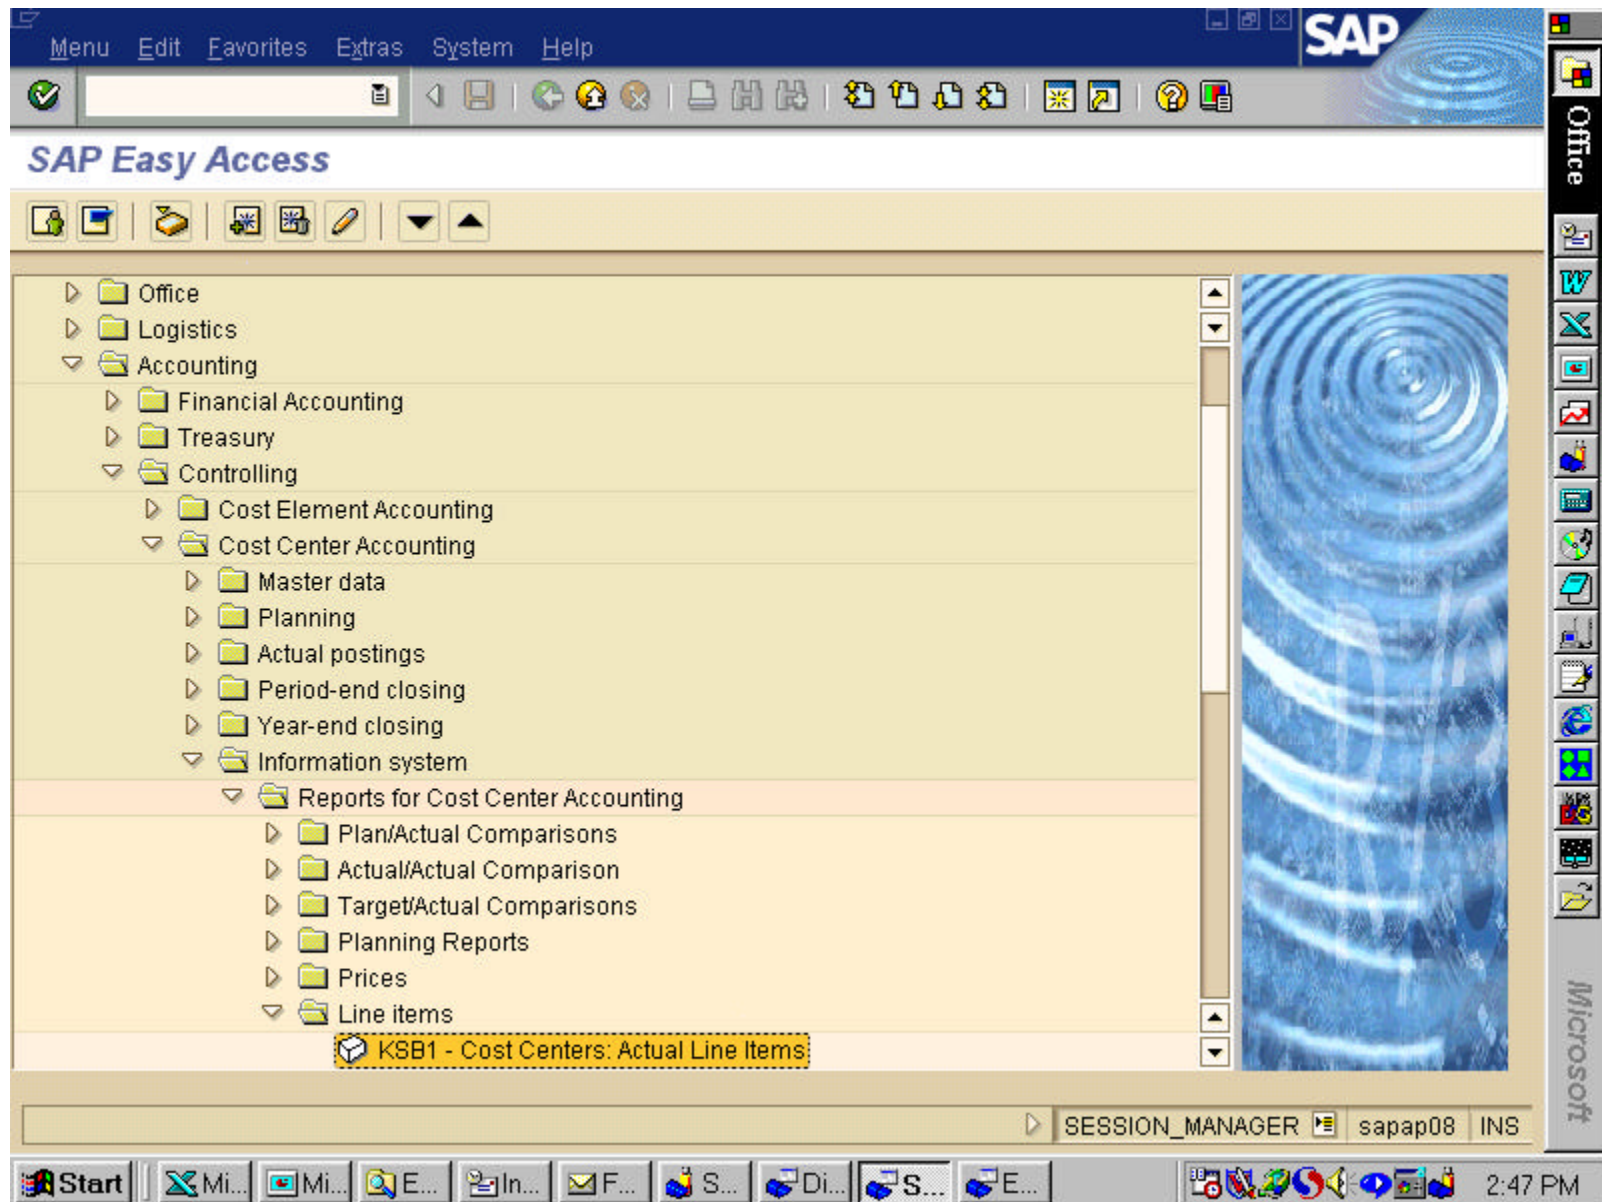 Menu Edit Favorites Extras System Help
SAP
SAP Easy Access
Office
Logistics
Accounting
Financial Accounting
Treasury
Controlling
Cost Element Accounting
Cost Center Accounting
Master data
Planning
Actual postings
Period-end closing
Year-end closing
Information system
Reports for Cost Center Accounting
Plan/Actual Comparisons
Actual/Actual Comparison
Target/Actual Comparisons
Planning Reports
Prices
Line items
KSB1 - Cost Centers: Actual Line Items
SESSION_MANAGER sapap08 INS
Start Mi... Mi... E... In... F... S... Di... S... E... 2:47 PM
Office
Microsoft